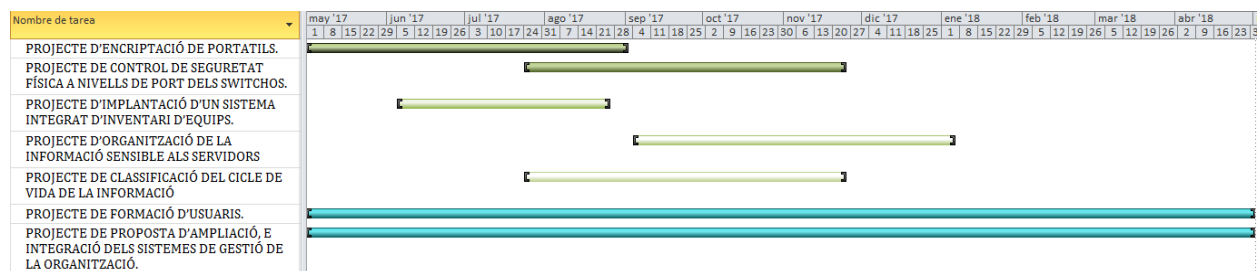 Nombre de tarea
may '17 jun '17 jul '17 ago '17 sep '17 oct '17 nov '17 dic '17 ene '18 feb '18 mar '18 abr '18
1 8 15 22 29 5 12 19 26 3 10 17 24 31 7 14 21 28 4 11 18 25 2 9 16 23 30 6 13 20 27 4 11 18 25 1 8 15 22 29 5 12 19 26 5 12 19 26 2 9 16 23 3
PROJECTE D'ENCRIPTACIÓ DE PORTATILS.
PROJECTE DE CONTROL DE SEGURETAT
FÍSICA A NIVELLS DE PORT DELS SWITCHOS.
PROJECTE D'IMPLANTACIÓ D'UN SISTEMA
INTEGRAT D'INVENTARI D'EQUIPS.
PROJECTE D'ORGANITZACIÓ DE LA
INFORMACIÓ SENSIBLE ALS SERVIDORS
PROJECTE DE CLASSIFICACIÓ DEL CICLE DE
VIDA DE LA INFORMACIÓ
PROJECTE DE FORMACIÓ D'USUARIS.
PROJECTE DE PROPOSTA D'AMPLIACIÓ, E
INTEGRACIÓ DELS SISTEMES DE GESTIÓ DE
LA ORGANITZACIÓ.